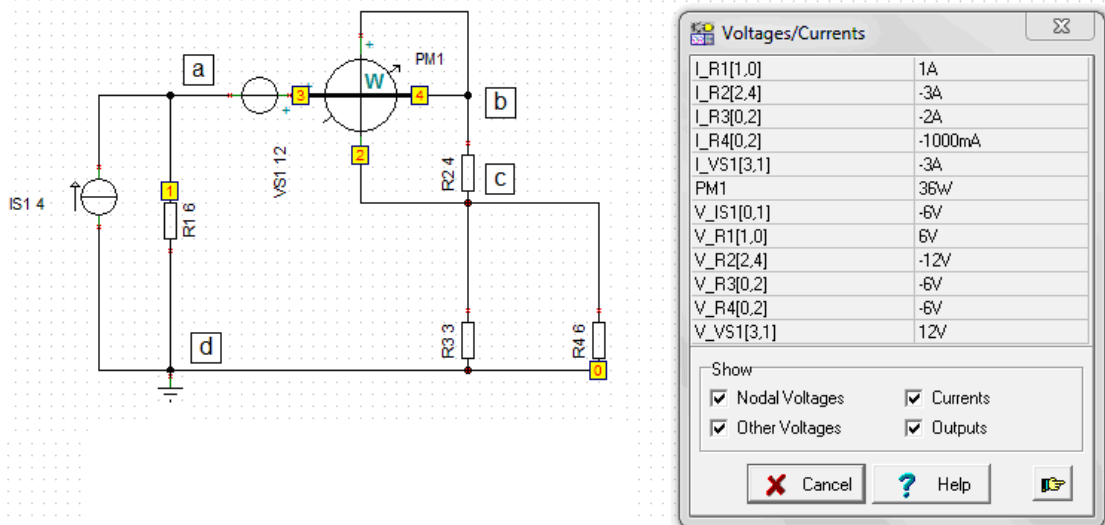 a
PM1
W
+
+
+
3
4
b
2
VS1 12
R2 4
c
IS1 4
1
R1 6
d
R3 3
R4 6
0
Voltages/Currents
I_R1[1,0] 1A
I_R2[2,4] -3A
I_R3[0,2] -2A
I_R4[0,2] -1000mA
I_VS1[3,1] -3A
PM1 36W
V_IS1[0,1] -6V
V_R1[1,0] 6V
V_R2[2,4] -12V
V_R3[0,2] -6V
V_R4[0,2] -6V
V_VS1[3,1] 12V
Show
Nodal Voltages Currents
Other Voltages Outputs
Cancel ? Help